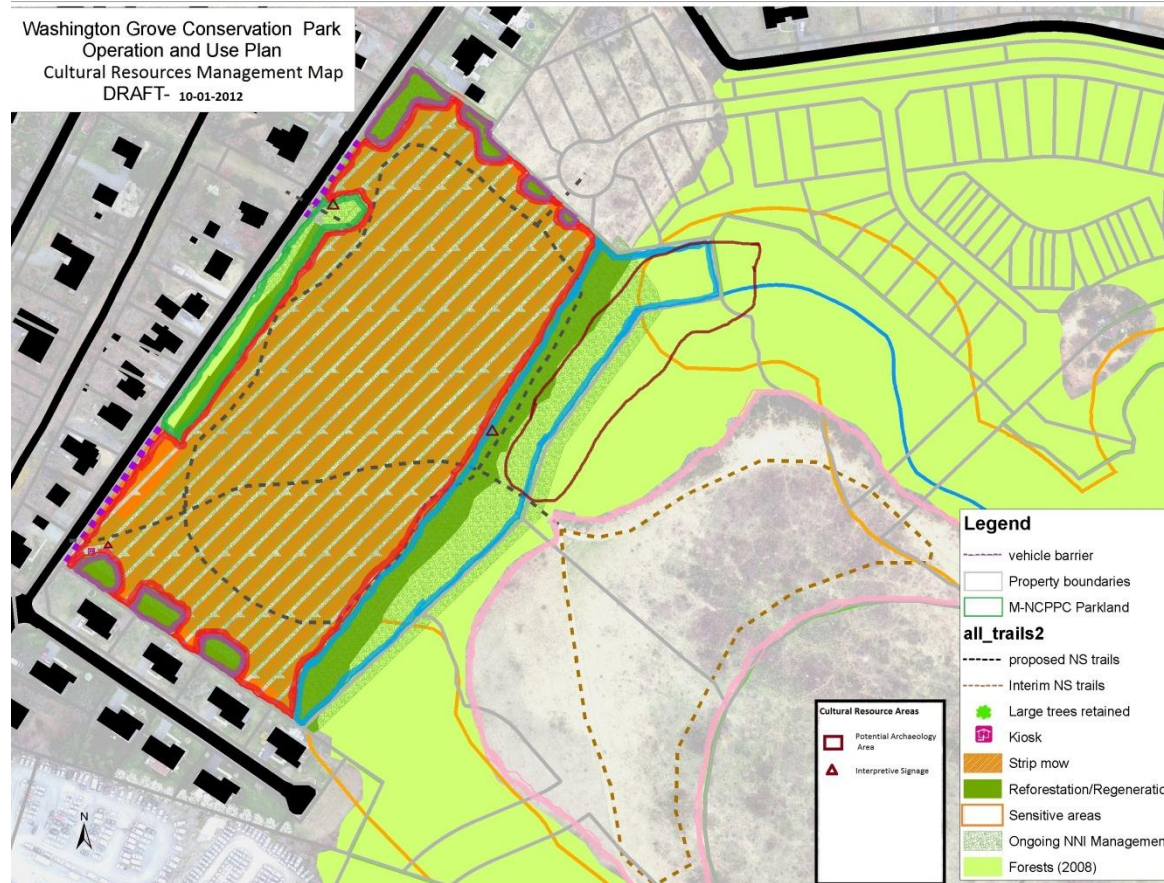 Washington Grove Conservation Park
Operation and Use Plan
Cultural Resources Management Map
DRAFT- 10-01-2012
Legend
vehicle barrier
Property boundaries
M-NCPPC Parkland
all_trails2
proposed NS trails
Interim NS trails
Large trees retained
Kiosk
Strip mow
Reforestation/Regeneratio
Sensitive areas
Ongoing NNI Managemen
Forests (2008)
Cultural Resource Areas
Potential Archaeology
Area
Interpretive Signage
N